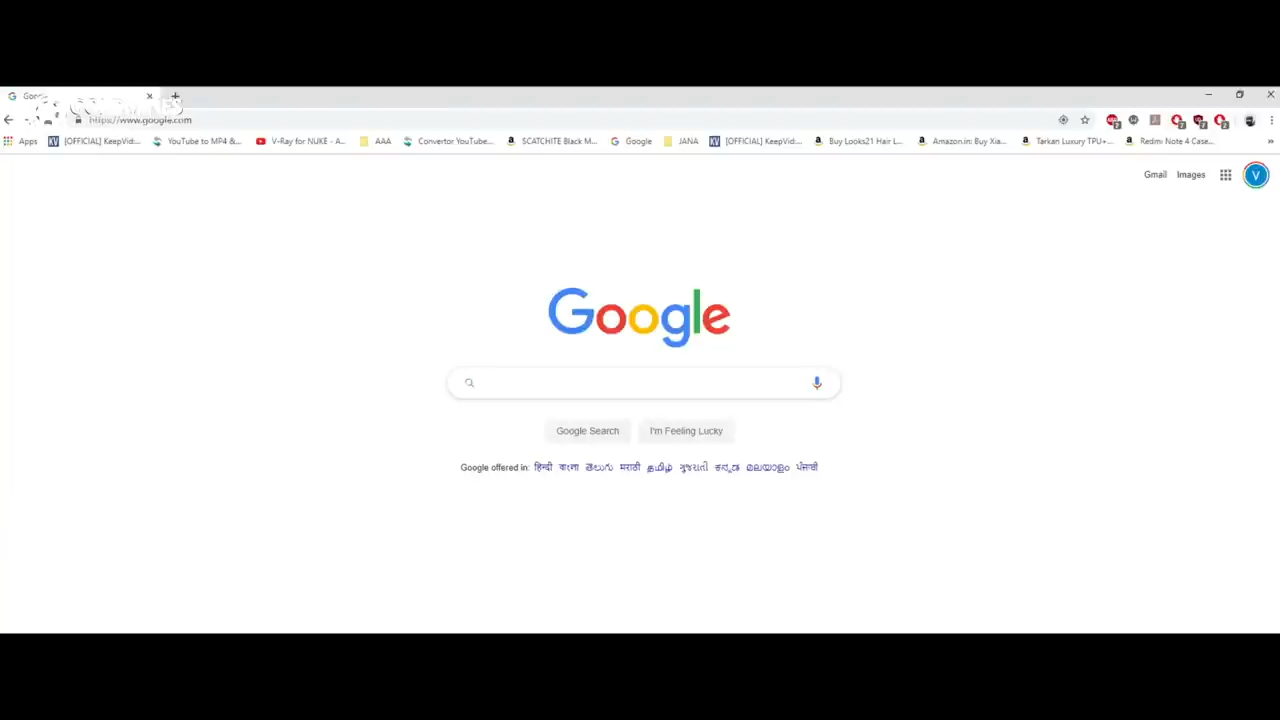 https://www.google.com
Apps [OFFICIAL] KeepVid:... YouTube to MP4 &... V-Ray for NUKE - A... AAA Convertor YouTube... SCATCHITE Black M... Google JANA [OFFICIAL] KeepVid:... Buy Looks21 Hair L... Amazon.in: Buy Xia... Tarkan Luxury TPU+... Redmi Note 4 Case... »
Gmail Images V
Google
Google Search I'm Feeling Lucky
Google offered in: हिन्दी বাংলা తెలుగు मराठी தமிழ் ગુજરાતી ಕನ್ನಡ മലയാളം ਪੰਜਾਬੀ